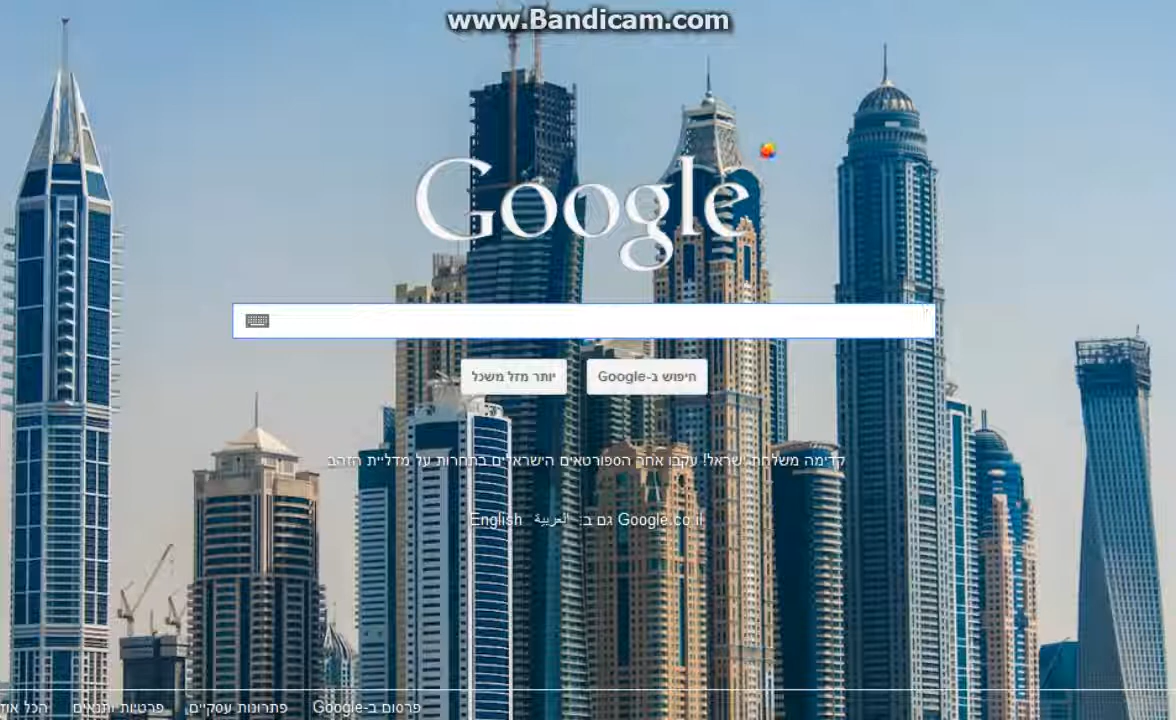 www.Bandicam.com
Google
חיפוש ב-Google יותר מזל משכל
קדימה משלחת ישראל! עקבו אחר הספורטאים הישראלים בתחרות על מדליית הזהב
Google.co.il גם ב: العربية English
פרסום ב-Google פתרונות עסקיים פרטיות ותנאים הכל